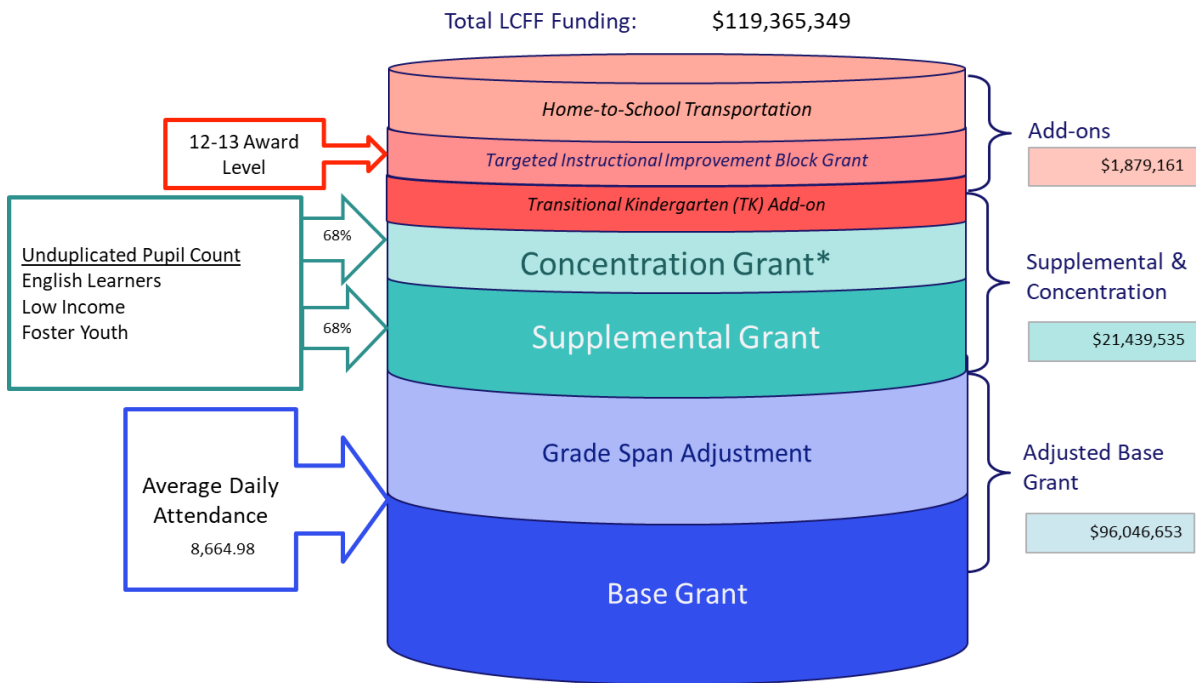 Total LCFF Funding: $119,365,349
Home-to-School Transportation
12-13 Award
Level
Targeted Instructional Improvement Block Grant
Add-ons
$1,879,161
Transitional Kindergarten (TK) Add-on
68%
Unduplicated Pupil Count
English Learners
Low Income
Foster Youth
Concentration Grant*
Supplemental &
Concentration
68%
Supplemental Grant
$21,439,535
Grade Span Adjustment
Adjusted Base
Grant
Average Daily
Attendance
8,664.98
$96,046,653
Base Grant